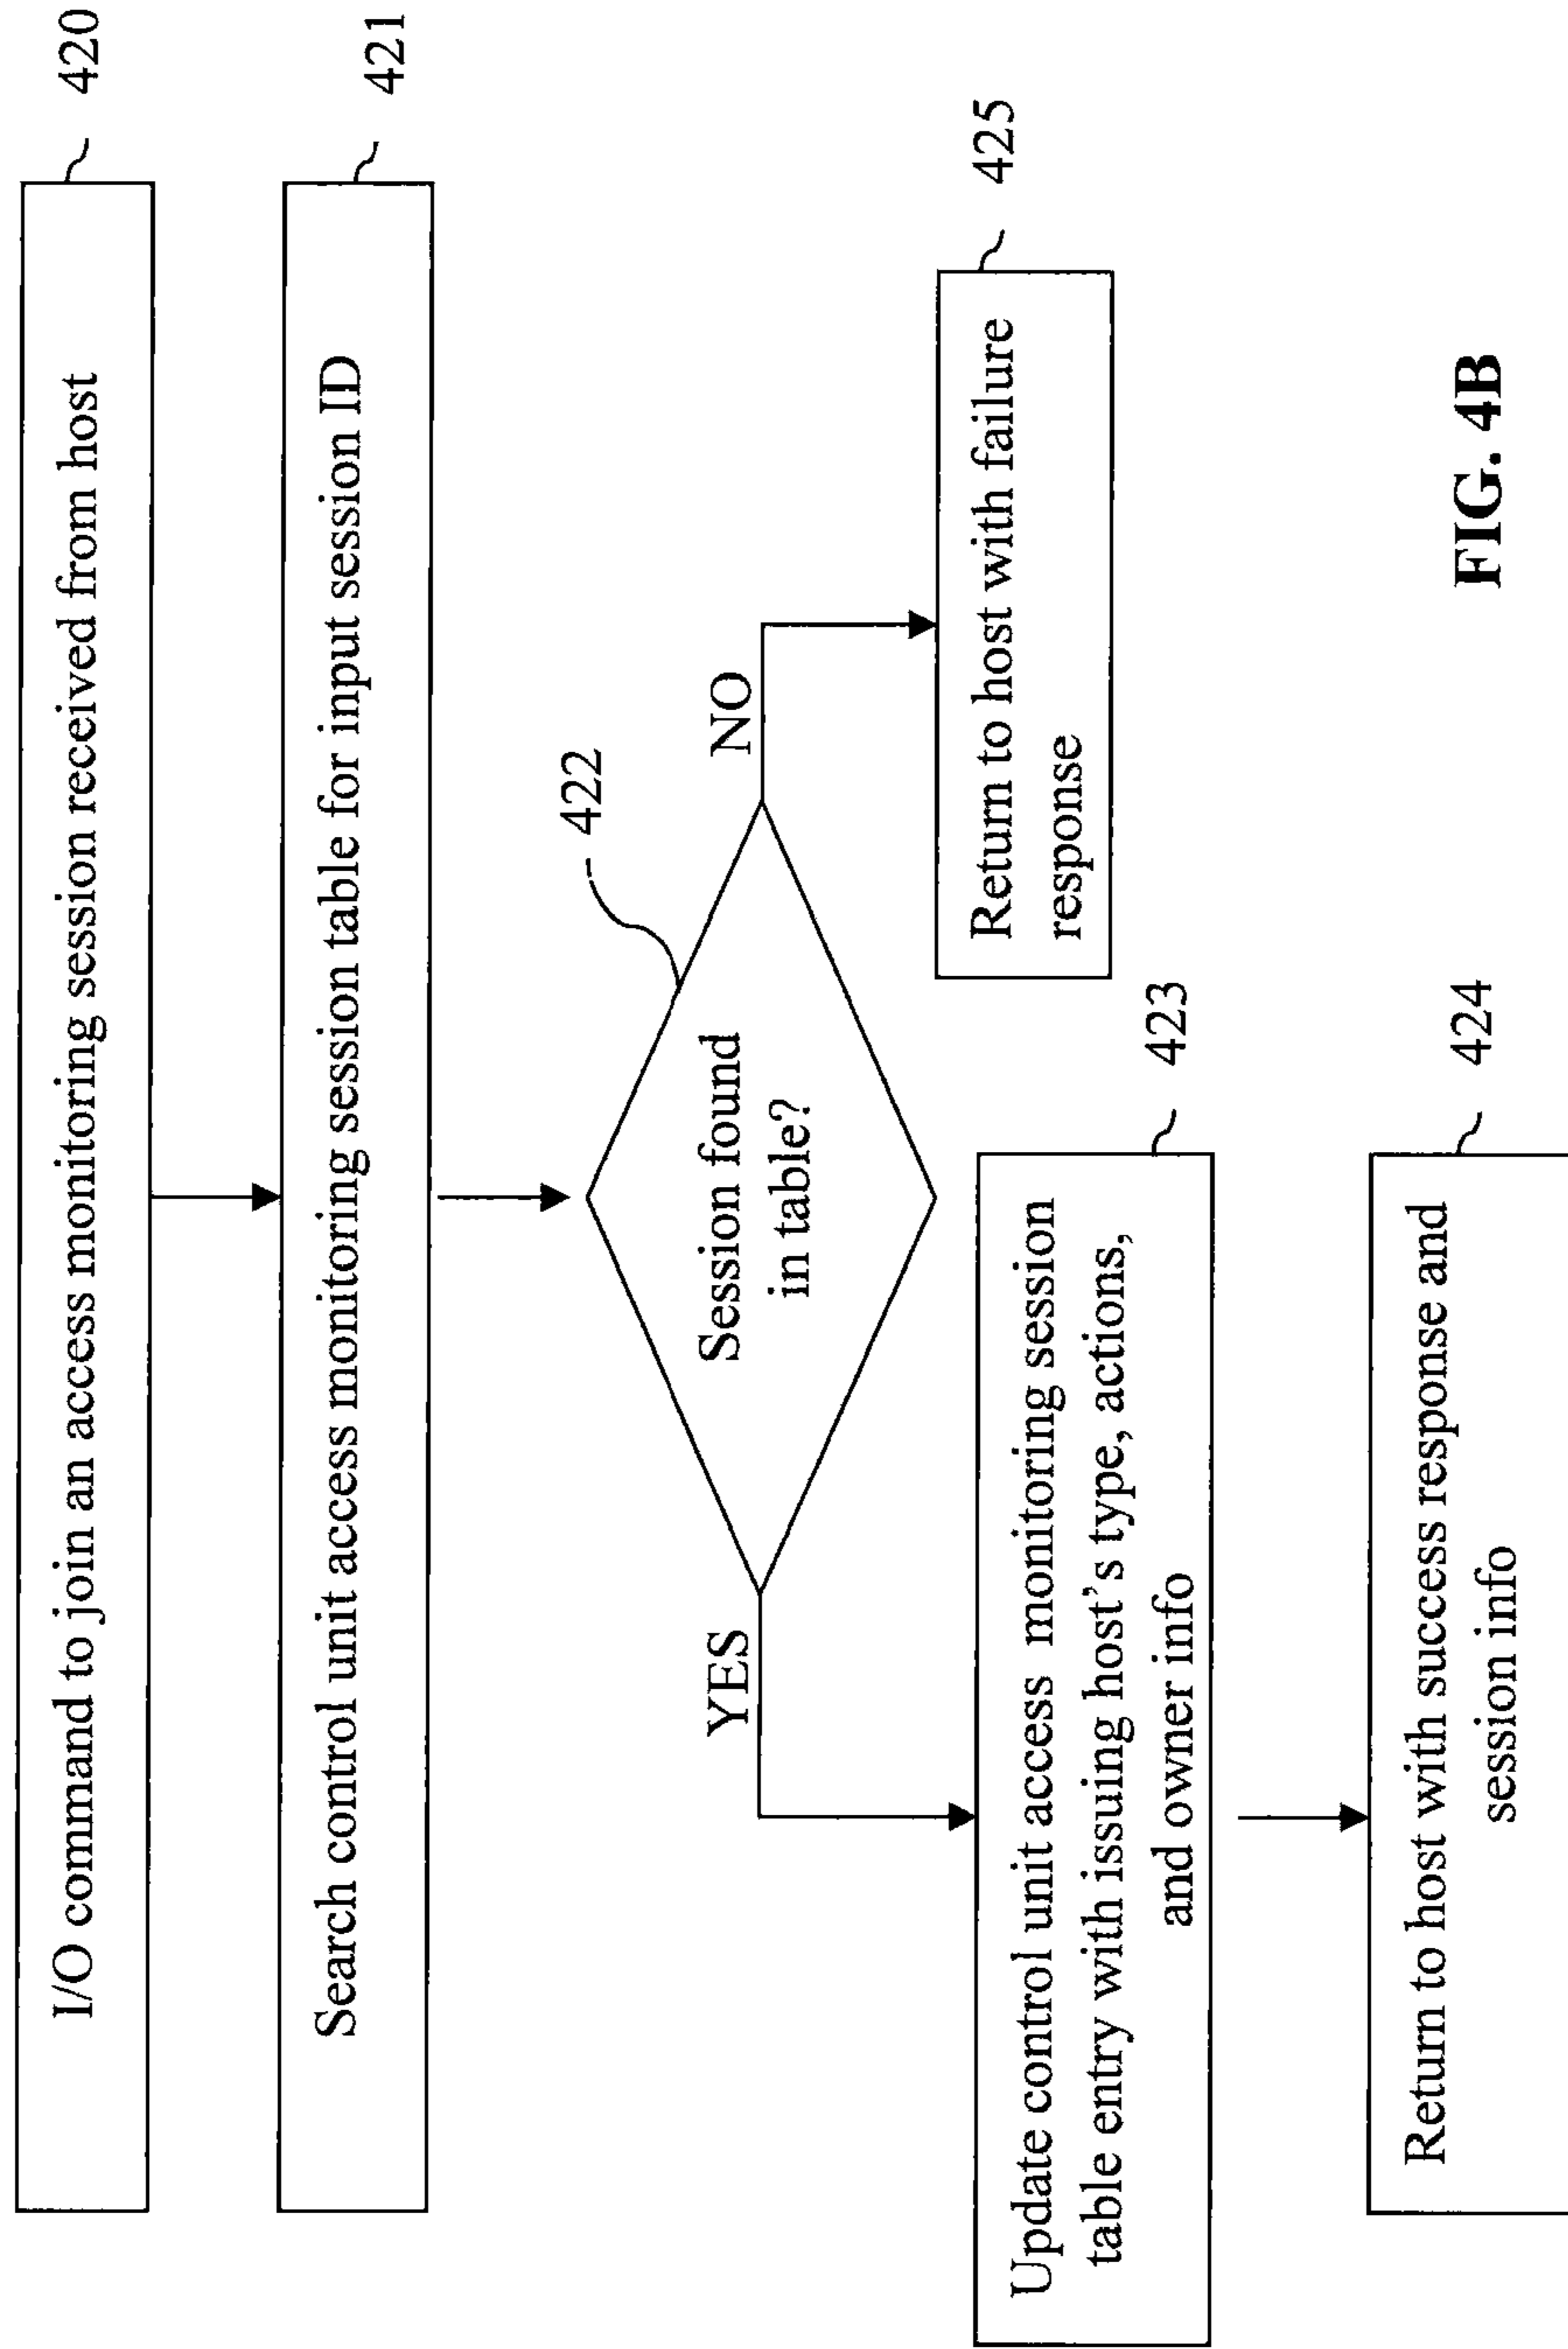 I/O command to join an access monitoring session received from host
420
Search control unit access monitoring session table for input session ID
421
422
Session found
in table?
YES
NO
Update control unit access monitoring session
table entry with issuing host's type, actions,
and owner info
423
Return to host with failure
response
425
Return to host with success response and
session info
424
FIG. 4B